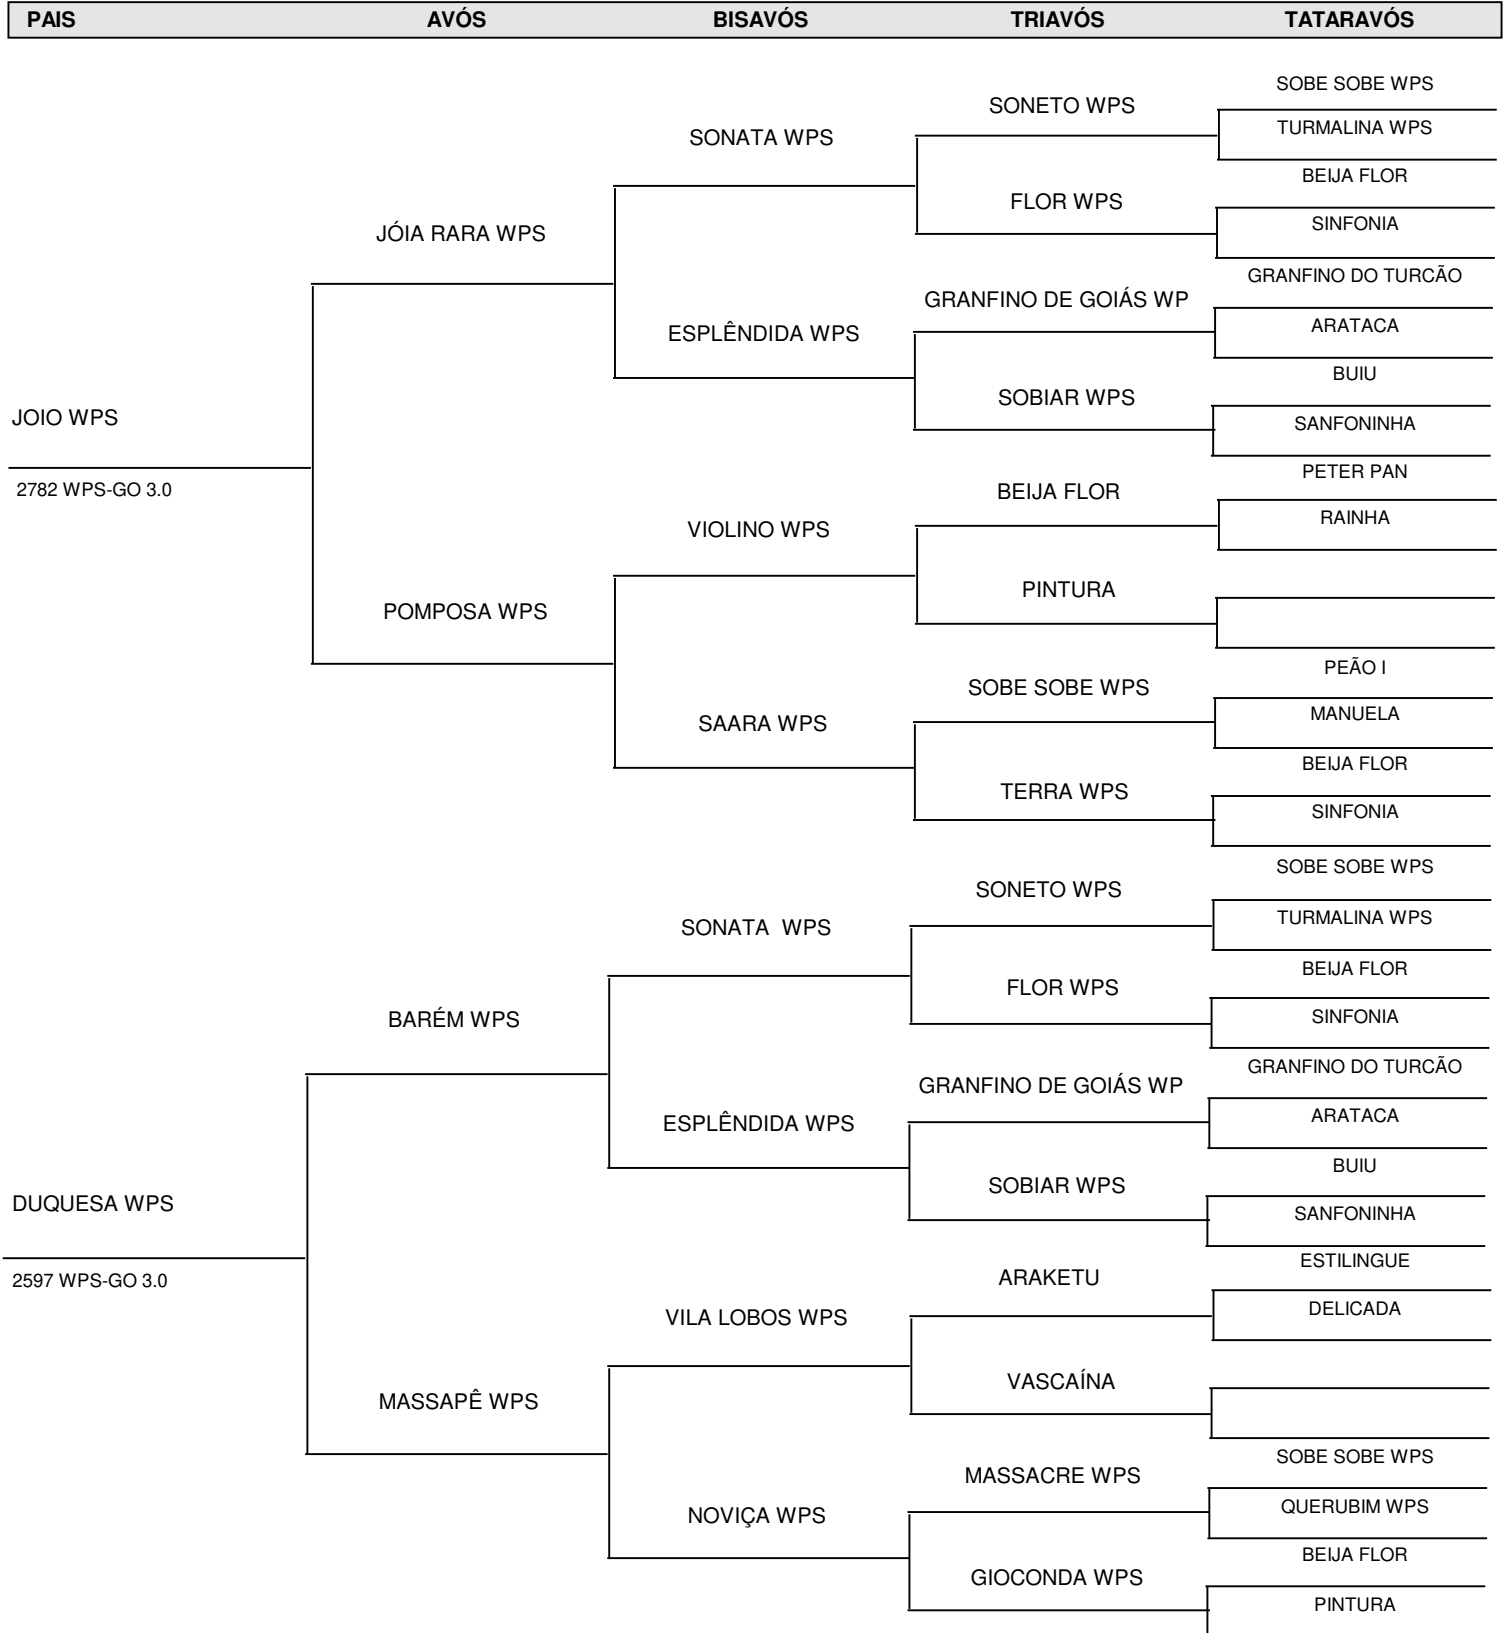 PAIS AVÓS BISAVÓS TRIAVÓS TATARAVÓS
SOBE SOBE WPS
SONETO WPS
TURMALINA WPS
SONATA WPS
BEIJA FLOR
FLOR WPS
SINFONIA
JÓIA RARA WPS
GRANFINO DO TURCÃO
GRANFINO DE GOIÁS WP
ARATACA
ESPLÊNDIDA WPS
BUIU
SOBIAR WPS
SANFONINHA
JOIO WPS
PETER PAN
2782 WPS-GO 3.0
BEIJA FLOR
RAINHA
VIOLINO WPS
PINTURA
POMPOSA WPS
PEÃO I
SOBE SOBE WPS
MANUELA
SAARA WPS
BEIJA FLOR
TERRA WPS
SINFONIA
SOBE SOBE WPS
SONETO WPS
TURMALINA WPS
SONATA  WPS
BEIJA FLOR
FLOR WPS
SINFONIA
BARÉM WPS
GRANFINO DO TURCÃO
GRANFINO DE GOIÁS WP
ARATACA
ESPLÊNDIDA WPS
BUIU
SOBIAR WPS
SANFONINHA
DUQUESA WPS
ESTILINGUE
2597 WPS-GO 3.0
ARAKETU
DELICADA
VILA LOBOS WPS
VASCAÍNA
MASSAPÊ WPS
SOBE SOBE WPS
MASSACRE WPS
QUERUBIM WPS
NOVIÇA WPS
BEIJA FLOR
GIOCONDA WPS
PINTURA